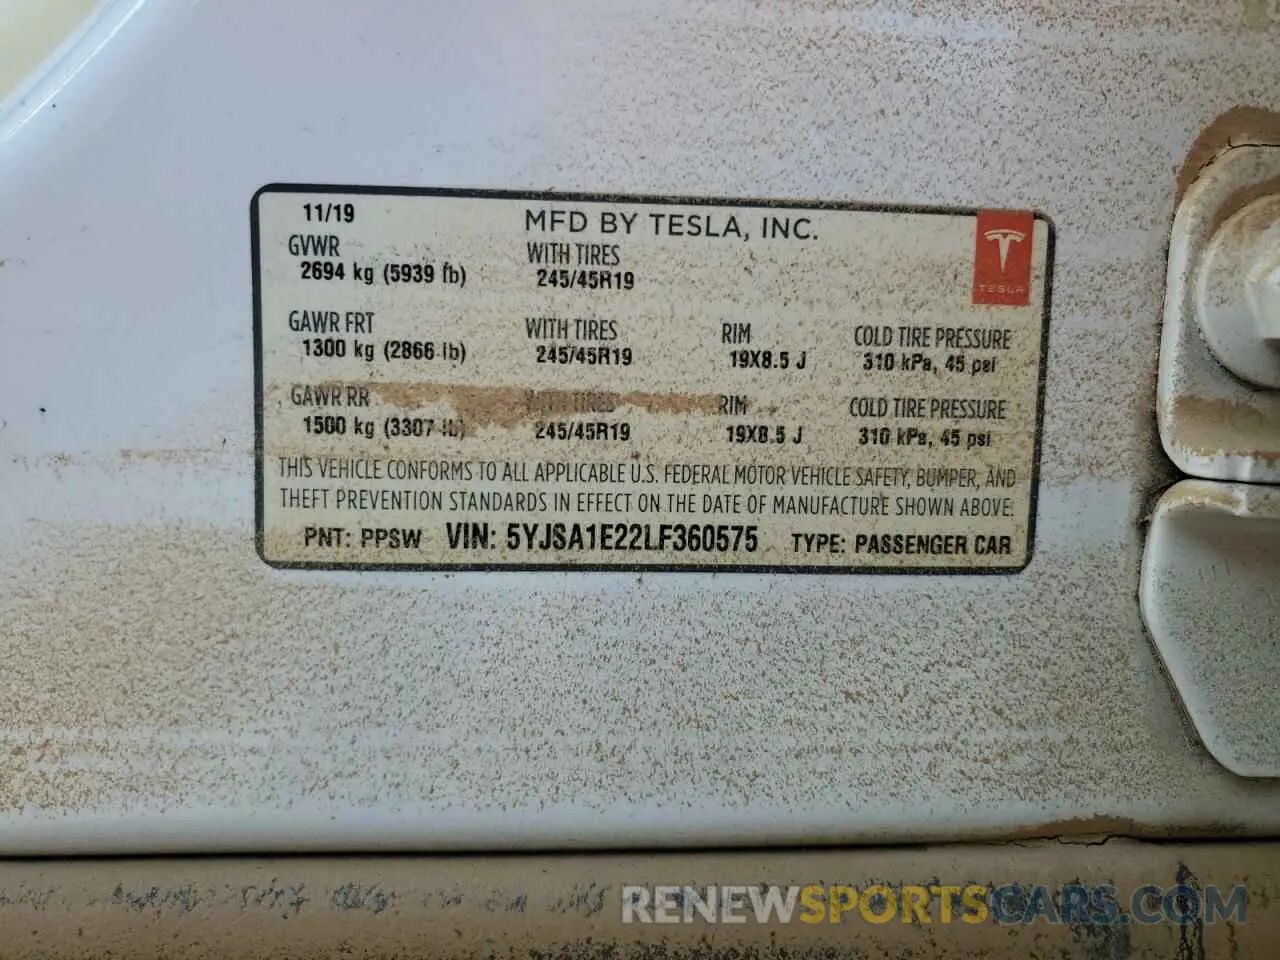 11/19 MFD BY TESLA, INC.
GVWR WITH TIRES
2694 kg (5939 lb) 245/45R19
TESLA
GAWR FRT WITH TIRES RIM COLD TIRE PRESSURE
1300 kg (2866 lb) 245/45R19 19X8.5 J 310 kPa, 45 psi
GAWR RR WITH TIRES RIM COLD TIRE PRESSURE
1500 kg (3307 lb) 245/45R19 19X8.5 J 310 kPa, 45 psi
THIS VEHICLE CONFORMS TO ALL APPLICABLE U.S. FEDERAL MOTOR VEHICLE SAFETY, BUMPER, AND
THEFT PREVENTION STANDARDS IN EFFECT ON THE DATE OF MANUFACTURE SHOWN ABOVE.
PNT: PPSW VIN: 5YJSA1E22LF360575 TYPE: PASSENGER CAR
RENEWSPORTSCARS.COM